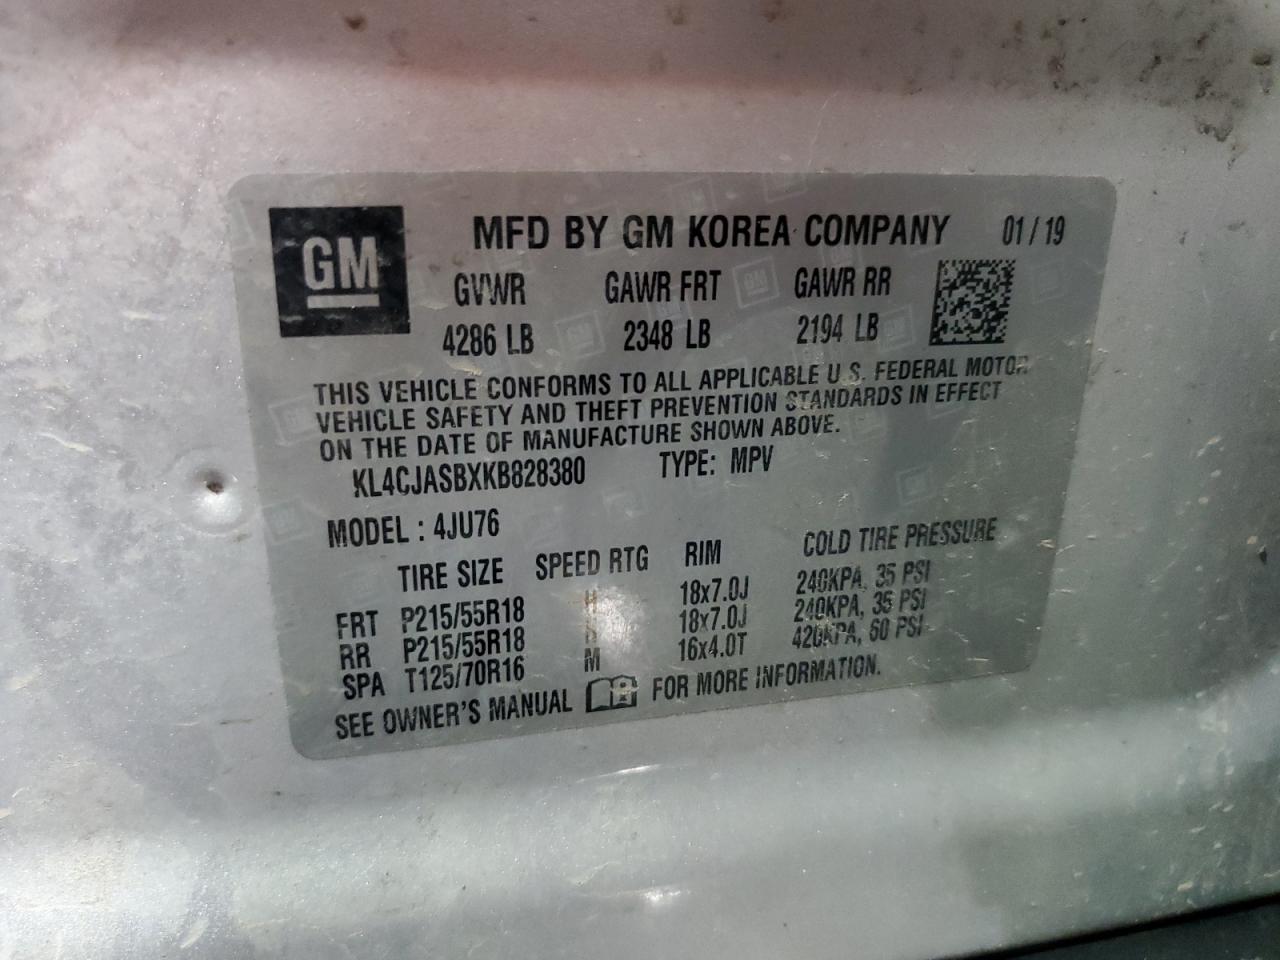 GM
MFD BY GM KOREA COMPANY 01/19
GVWR GAWR FRT GAWR RR
4286 LB 2348 LB 2194 LB
THIS VEHICLE CONFORMS TO ALL APPLICABLE U.S. FEDERAL MOTOR
VEHICLE SAFETY AND THEFT PREVENTION STANDARDS IN EFFECT
ON THE DATE OF MANUFACTURE SHOWN ABOVE.
KL4CJASBXKB828380 TYPE: MPV
MODEL : 4JU76
TIRE SIZE SPEED RTG RIM COLD TIRE PRESSURE
FRT P215/55R18 H 18x7.0J 240KPA, 35 PSI
RR P215/55R18 H 18x7.0J 240KPA, 35 PSI
SPA T125/70R16 M 16x4.0T 420KPA, 60 PSI
SEE OWNER'S MANUAL FOR MORE INFORMATION.